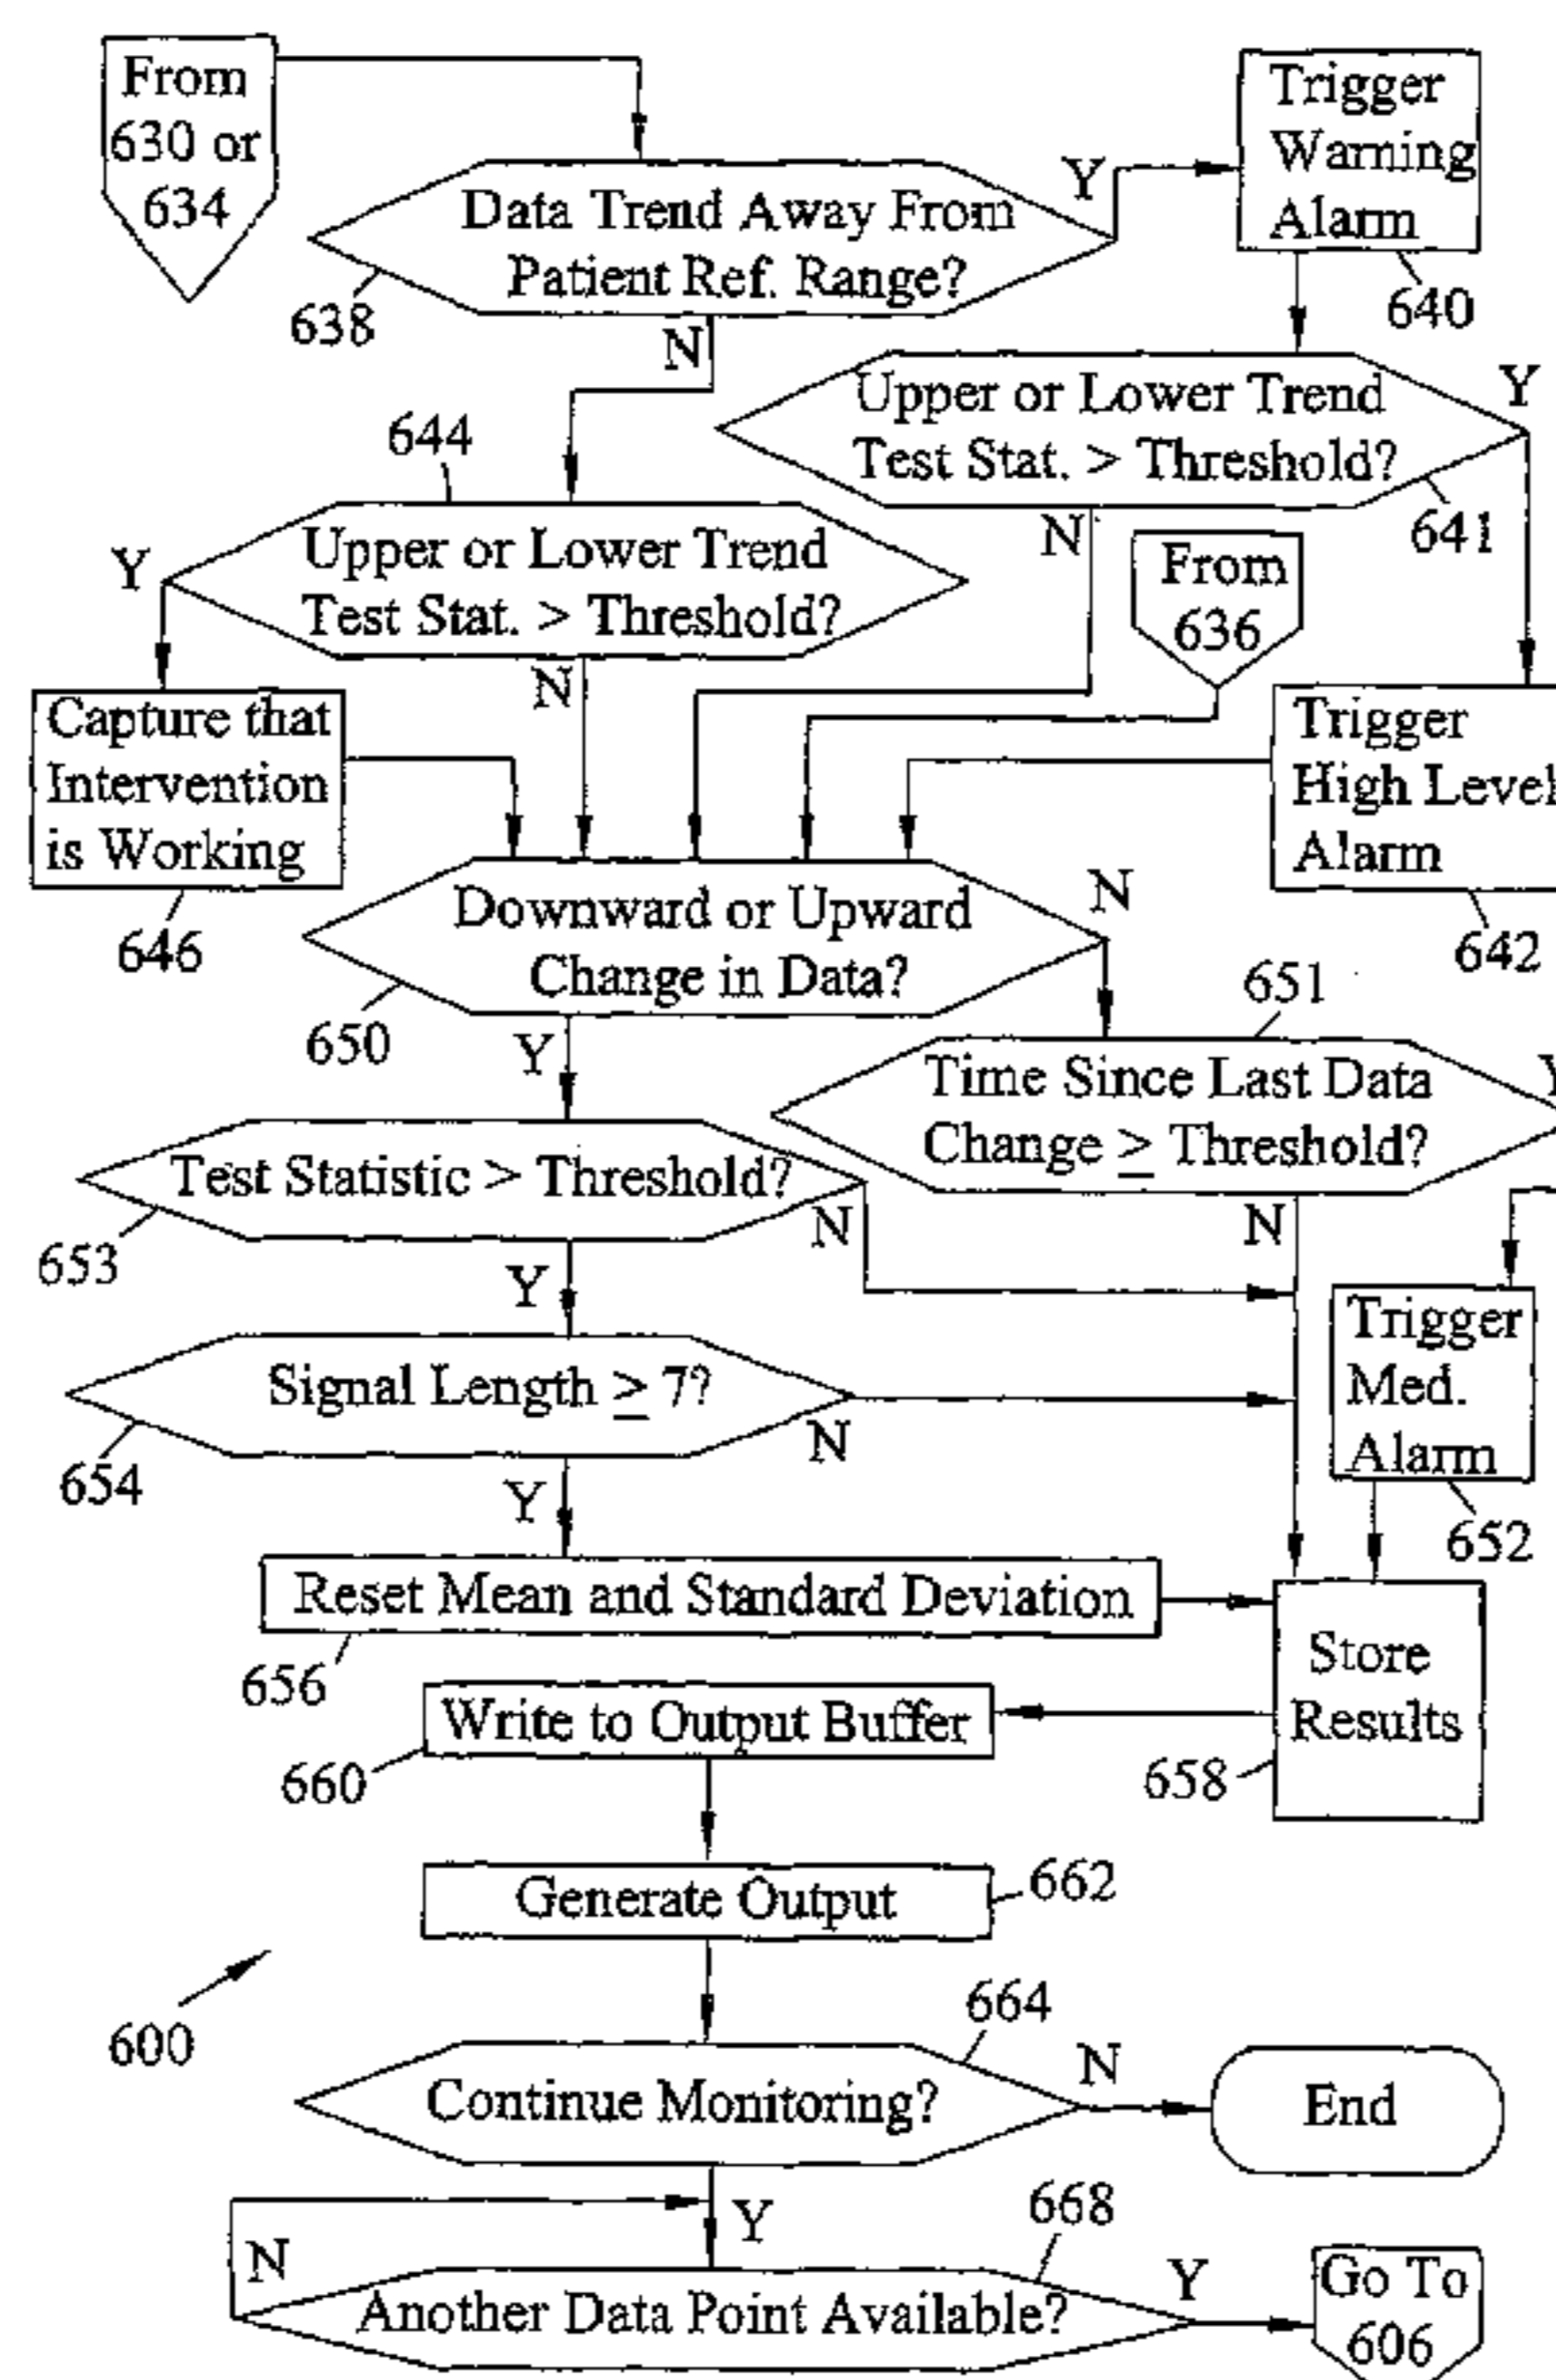 From
630 or
634
Trigger
Warning
Alarm
640
Data Trend Away From
Patient Ref. Range?
Y
638
N
Upper or Lower Trend
Test Stat. > Threshold?
Y
641
N
644
Upper or Lower Trend
Test Stat. > Threshold?
Y
N
From
636
Capture that
Intervention
is Working
646
Trigger
High Level
Alarm
642
Downward or Upward
Change in Data?
N
650
Y
651
Time Since Last Data
Change ≥ Threshold?
Y
N
Test Statistic > Threshold?
N
653
Y
Signal Length ≥ 7?
N
654
Y
Trigger
Med.
Alarm
652
Reset Mean and Standard Deviation
656
Store
Results
658
Write to Output Buffer
660
Generate Output
662
600
664
Continue Monitoring?
N
End
Y
668
N
Another Data Point Available?
Y
Go To
606